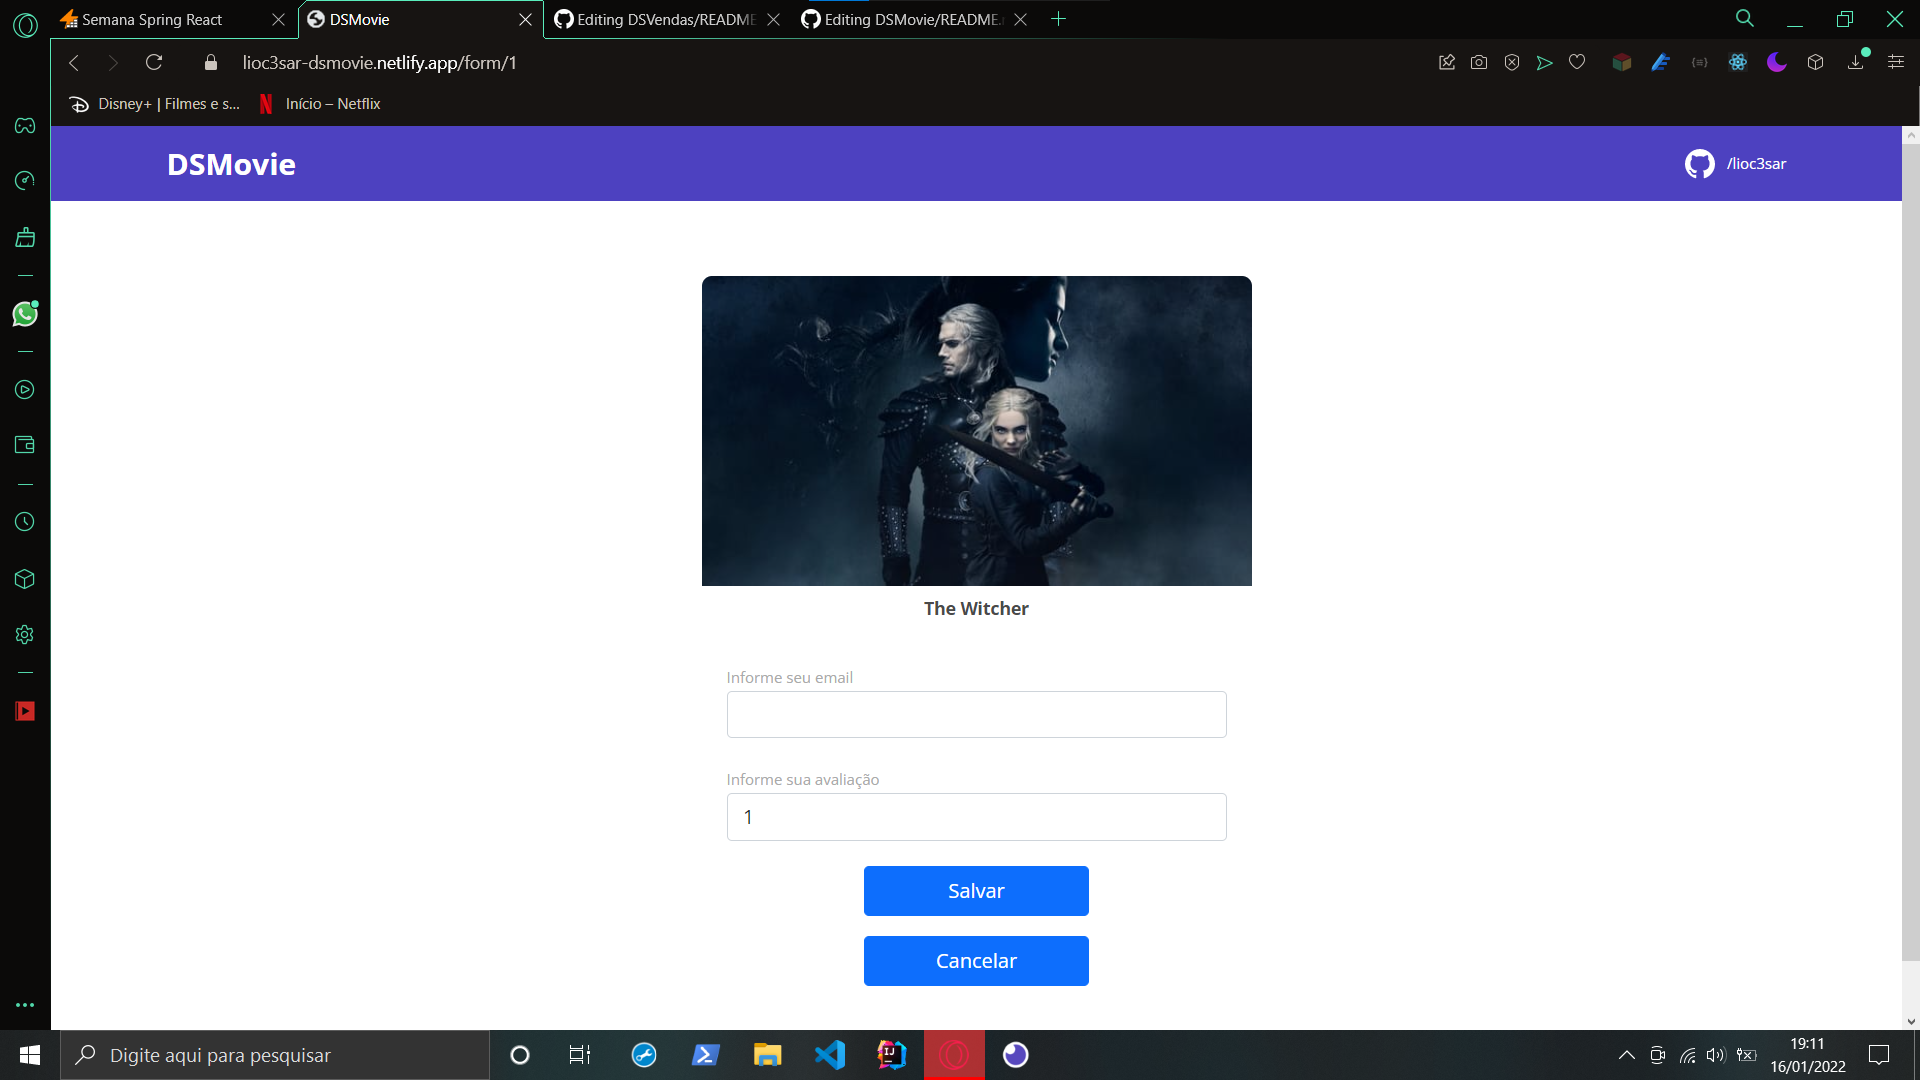 Semana Spring React
DSMovie
Editing DSVendas/README
Editing DSMovie/README.
lioc3sar-dsmovie.netlify.app/form/1
Disney+ | Filmes e s...
Início – Netflix
DSMovie
/lioc3sar
The Witcher
Informe seu email
Informe sua avaliação
1
Salvar
Cancelar
Digite aqui para pesquisar
19:11
16/01/2022